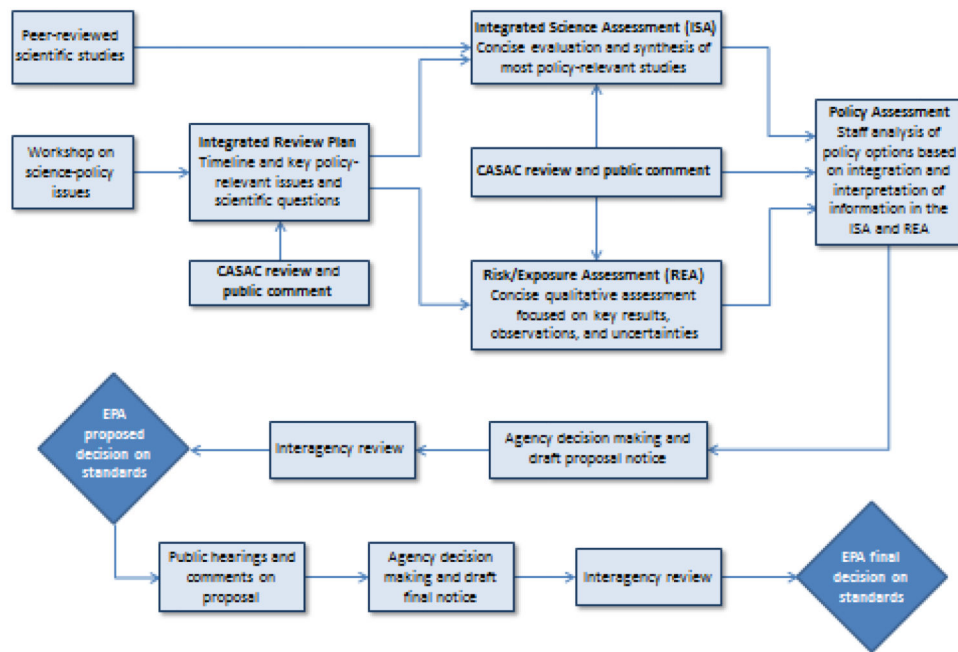 Peer-reviewed
scientific studies
Integrated Science Assessment (ISA)
Concise evaluation and synthesis of
most policy-relevant studies
Workshop on
science-policy
issues
Integrated Review Plan
Timeline and key policy-
relevant issues and
scientific questions
CASAC review and public comment
Policy Assessment
Staff analysis of
policy options based
on integration and
interpretation of
information in the
ISA and REA
CASAC review and
public comment
Risk/Exposure Assessment (REA)
Concise qualitative assessment
focused on key results,
observations, and uncertainties
EPA
proposed
decision on
standards
Interagency review
Agency decision making and
draft proposal notice
Public hearings and
comments on
proposal
Agency decision
making and draft
final notice
Interagency review
EPA final
decision on
standards